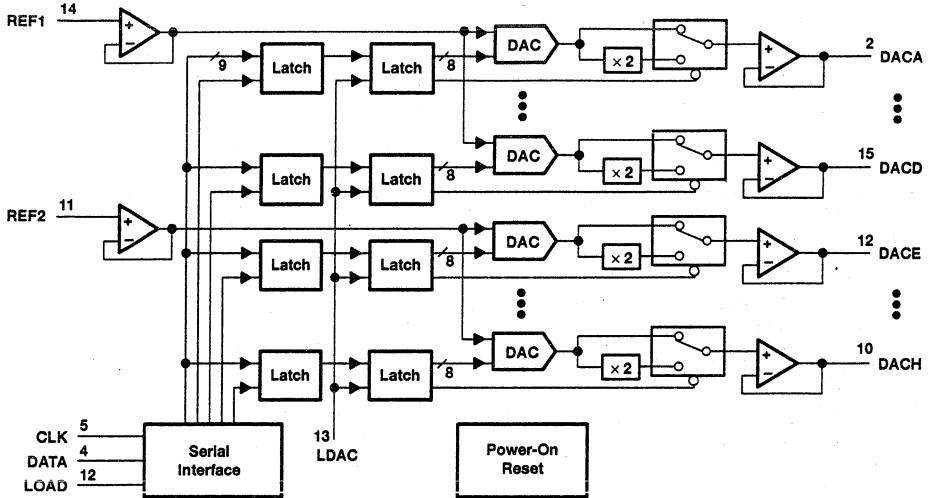 REF1 14
9
Latch
Latch
8
DAC
× 2
2 DACA
Latch
Latch
8
DAC
× 2
15 DACD
REF2 11
Latch
Latch
8
DAC
× 2
12 DACE
Latch
Latch
8
DAC
× 2
10 DACH
CLK 5
DATA 4
LOAD 12
Serial
Interface
13
LDAC
Power-On
Reset